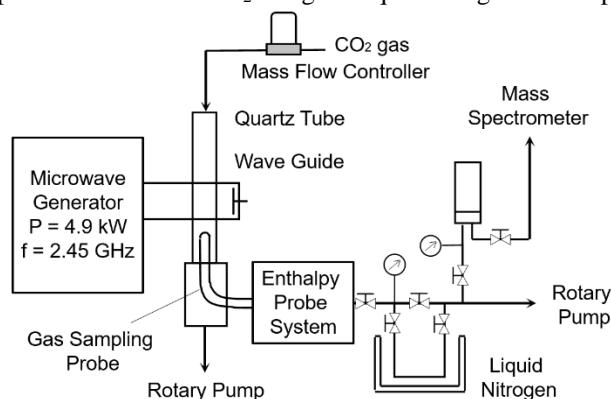 CO₂ gas
Mass Flow Controller
Quartz Tube
Wave Guide
Mass
Spectrometer
Microwave
Generator
P = 4.9 kW
f = 2.45 GHz
Enthalpy
Probe
System
Rotary
Pump
Gas Sampling
Probe
Liquid
Nitrogen
Rotary Pump